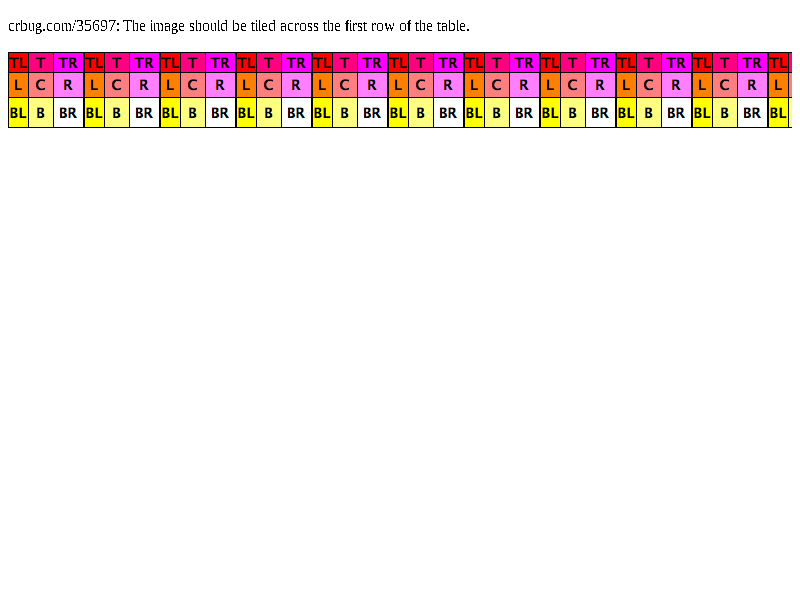 crbug.com/35697: The image should be tiled across the first row of the table.
TL T TR TL T TR TL T TR TL T TR TL T TR TL T TR TL T TR TL T TR TL T TR TL T TR TL
L C R L C R L C R L C R L C R L C R L C R L C R L C R L C R L
BL B BR BL B BR BL B BR BL B BR BL B BR BL B BR BL B BR BL B BR BL B BR BL B BR BL